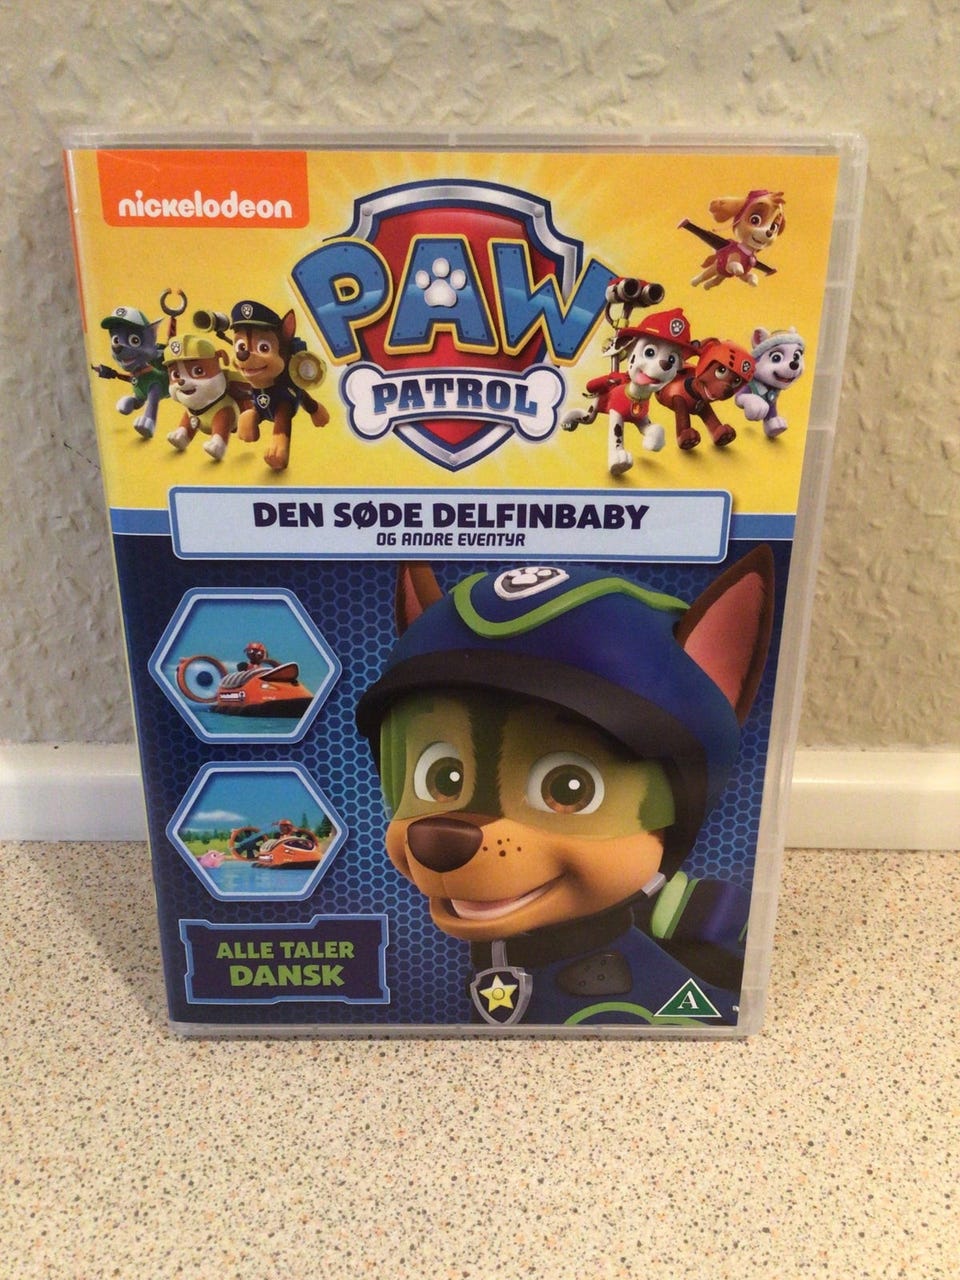 nickelodeon
PAW
PATROL
DEN SØDE DELFINBABY
OG ANDRE EVENTYR
ALLE TALER
DANSK
A